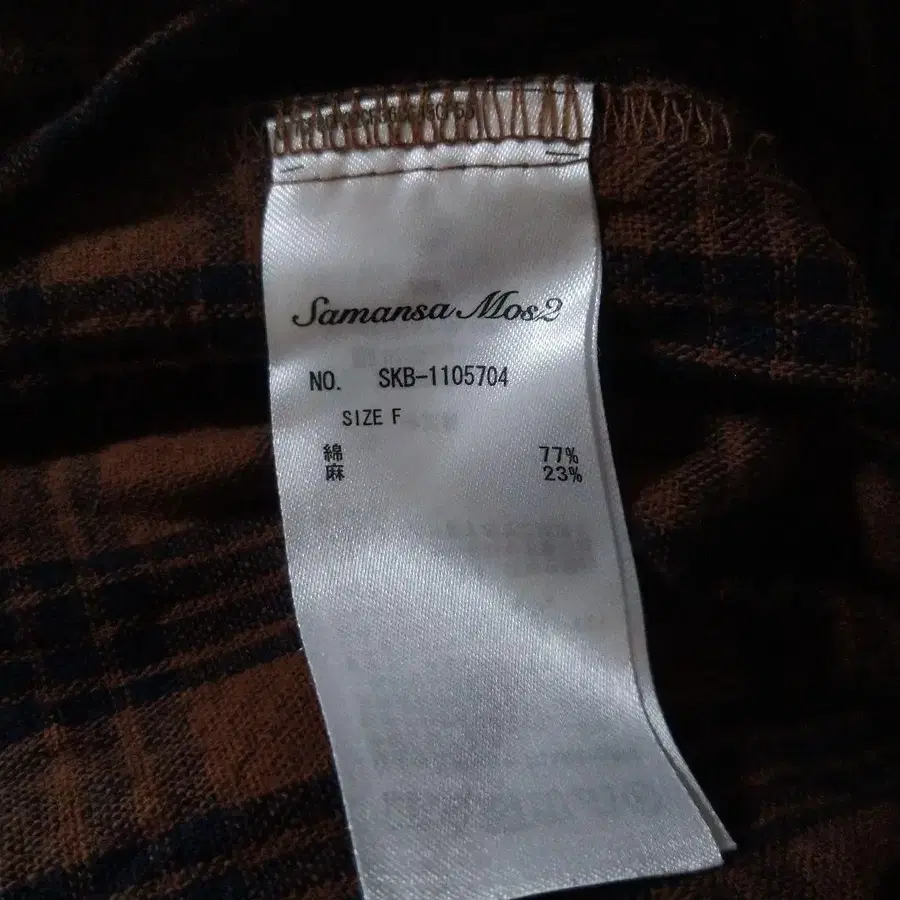 Samansa Mos2
NO. SKB-1105704
SIZE F
綿 77%
麻 23%